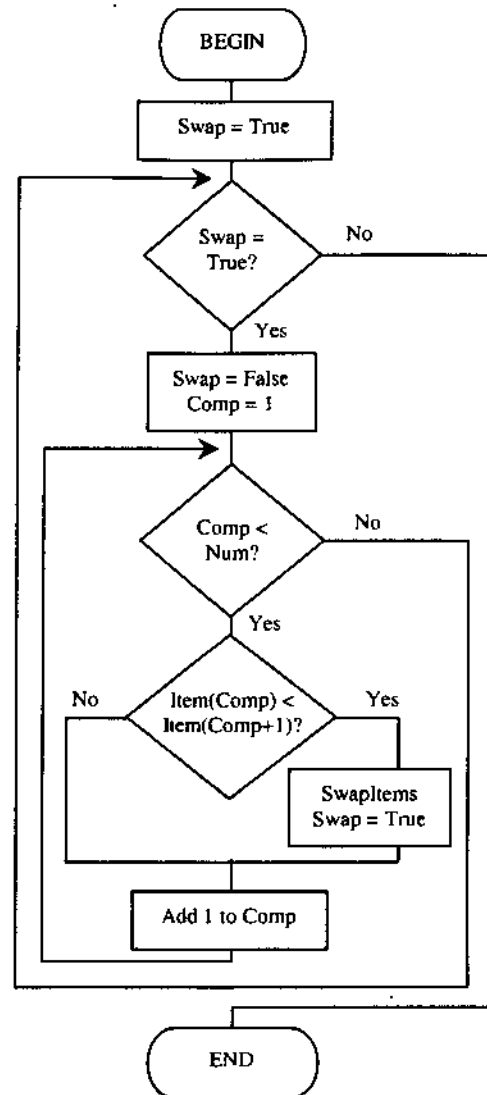 BEGIN
Swap = True
Swap =
True?
No
Yes
Swap = False
Comp = 1
Comp <
Num?
No
Yes
No
Item(Comp) <
Item(Comp+1)?
Yes
SwapItems
Swap = True
Add 1 to Comp
END